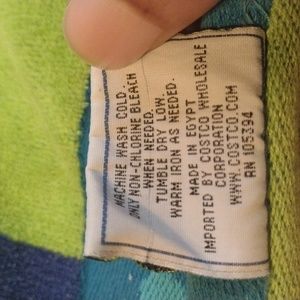 MACHINE WASH COLD.
ONLY NON-CHLORINE BLEACH
WHEN NEEDED.
TUMBLE DRY LOW
WARM IRON AS NEEDED.
MADE IN EGYPT
IMPORTED BY COSTCO WHOLESALE
CORPORATION
WWW.COSTCO.COM
RN 105394